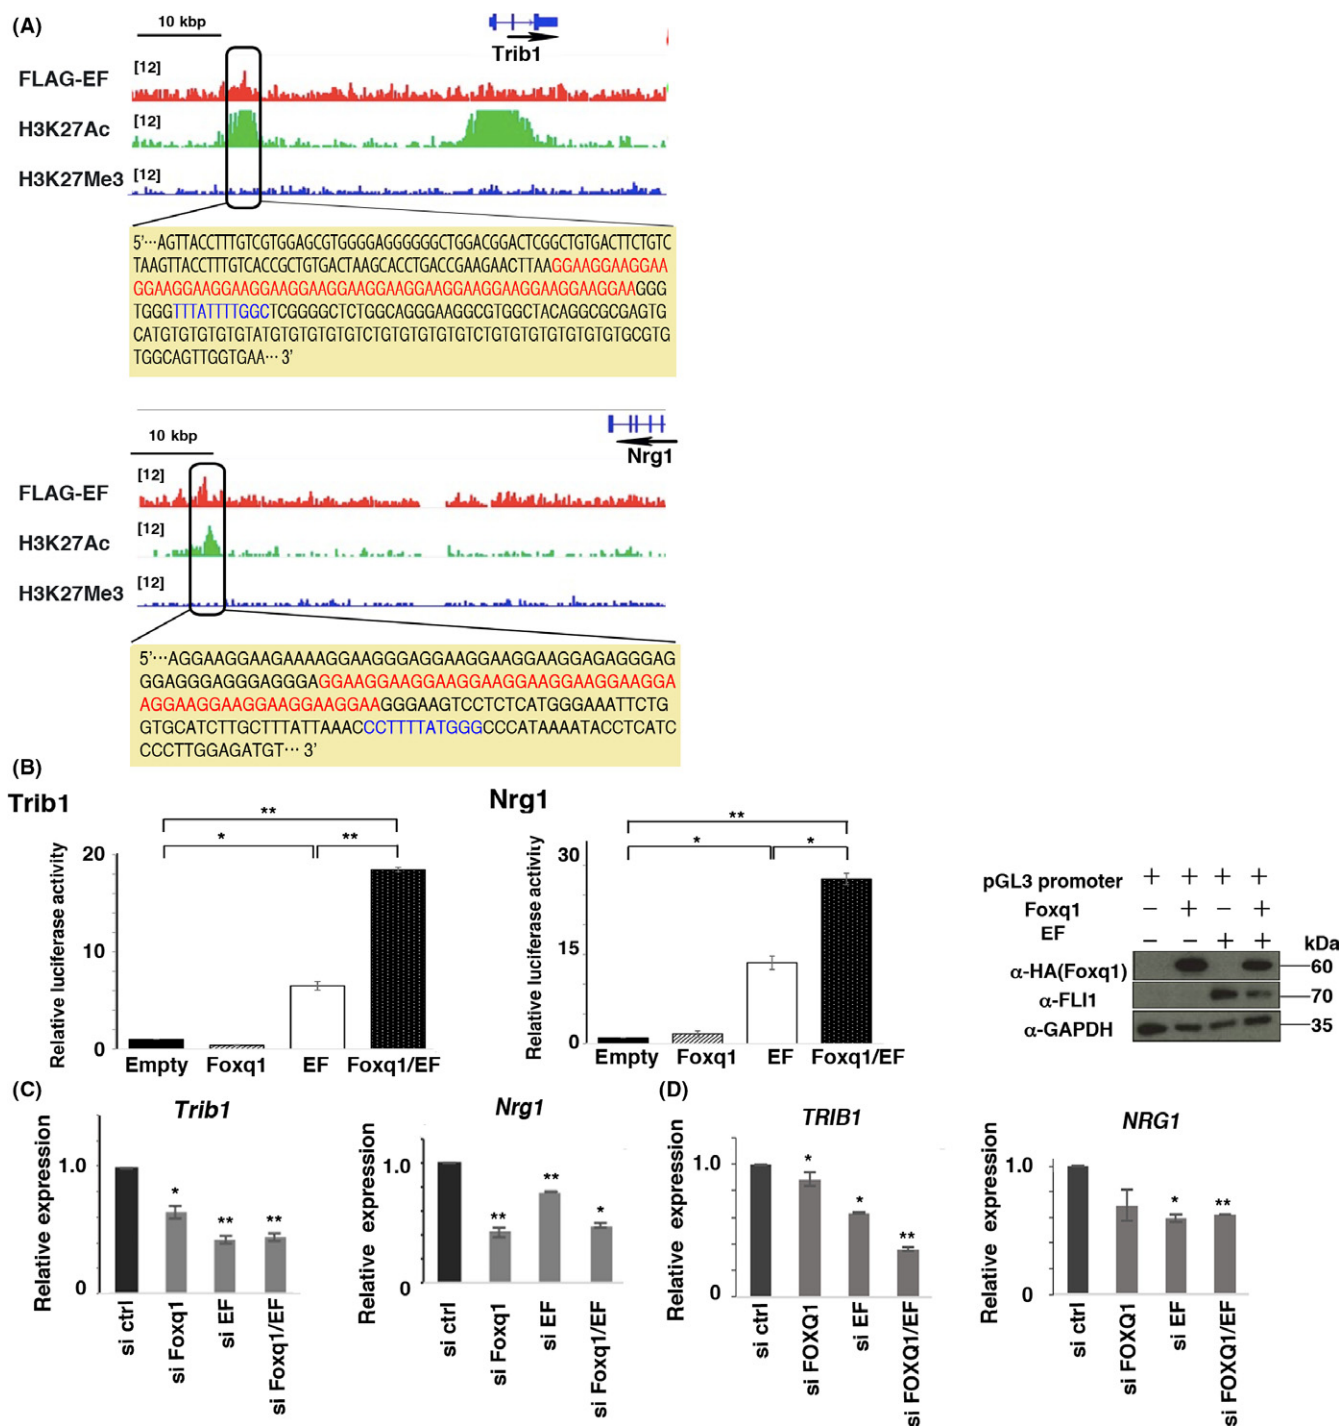 (A)
10 kbp
Trib1
FLAG-EF [12]
H3K27Ac [12]
H3K27Me3 [12]
5'···AGTTACCTTTGTCGTGGAGCGTGGGGAGGGGGGCTGGACGGACTCGGCTGTGACTTCTGTC
TAAGTTACCTTTGTCACCGCTGTGACTAAGCACCTGACCGAAGAACTTAAGGAAGGAAGGAA
GGAAGGAAGGAAGGAAGGAAGGAAGGAAGGAAGGAAGGAAGGAAGGAAGGAAGGAAGGG
TGGGTTTATTTTGGCTCGGGGCTCTGGCAGGGAAGGCGTGGCTACAGGCGCGAGTG
CATGTGTGTGTGTATGTGTGTGTGTCTGTGTGTGTGTCTGTGTGTGTGTGTGTGCGTG
TGGCAGTTGGTGAA··· 3'
10 kbp
Nrg1
FLAG-EF [12]
H3K27Ac [12]
H3K27Me3 [12]
5'···AGGAAGGAAGAAAAGGAAGGGAGGAAGGAAGGAAGGAGAGGGAG
GGAGGGAGGGAGGGAGGAAGGAAGGAAGGAAGGAAGGAAGGAAGGA
AGGAAGGAAGGAAGGAAGGAAGGGAAGTCCTCTCATGGGAAATTCTG
GTGCATCTTGCTTTATTAAACCCTTTTATGGGCCCATAAAATACCTCATC
CCCTTGGAGATGT··· 3'
(B)
Trib1
Relative luciferase activity
20
10
0
** 
* **
Empty Foxq1 EF Foxq1/EF
Nrg1
Relative luciferase activity
30
15
0
**
* *
Empty Foxq1 EF Foxq1/EF
pGL3 promoter + + + +
Foxq1 − + − +
EF − − + + kDa
α-HA(Foxq1) 60
α-FLI1 70
α-GAPDH 35
(C)
Trib1
Relative expression
1.0
0
* ** **
si ctrl si Foxq1 si EF si Foxq1/EF
Nrg1
Relative expression
1.0
0
** ** *
si ctrl si Foxq1 si EF si Foxq1/EF
(D)
TRIB1
Relative expression
1.0
0
* * **
si ctrl si FOXQ1 si EF si FOXQ1/EF
NRG1
Relative expression
1.0
0
* **
si ctrl si FOXQ1 si EF si FOXQ1/EF